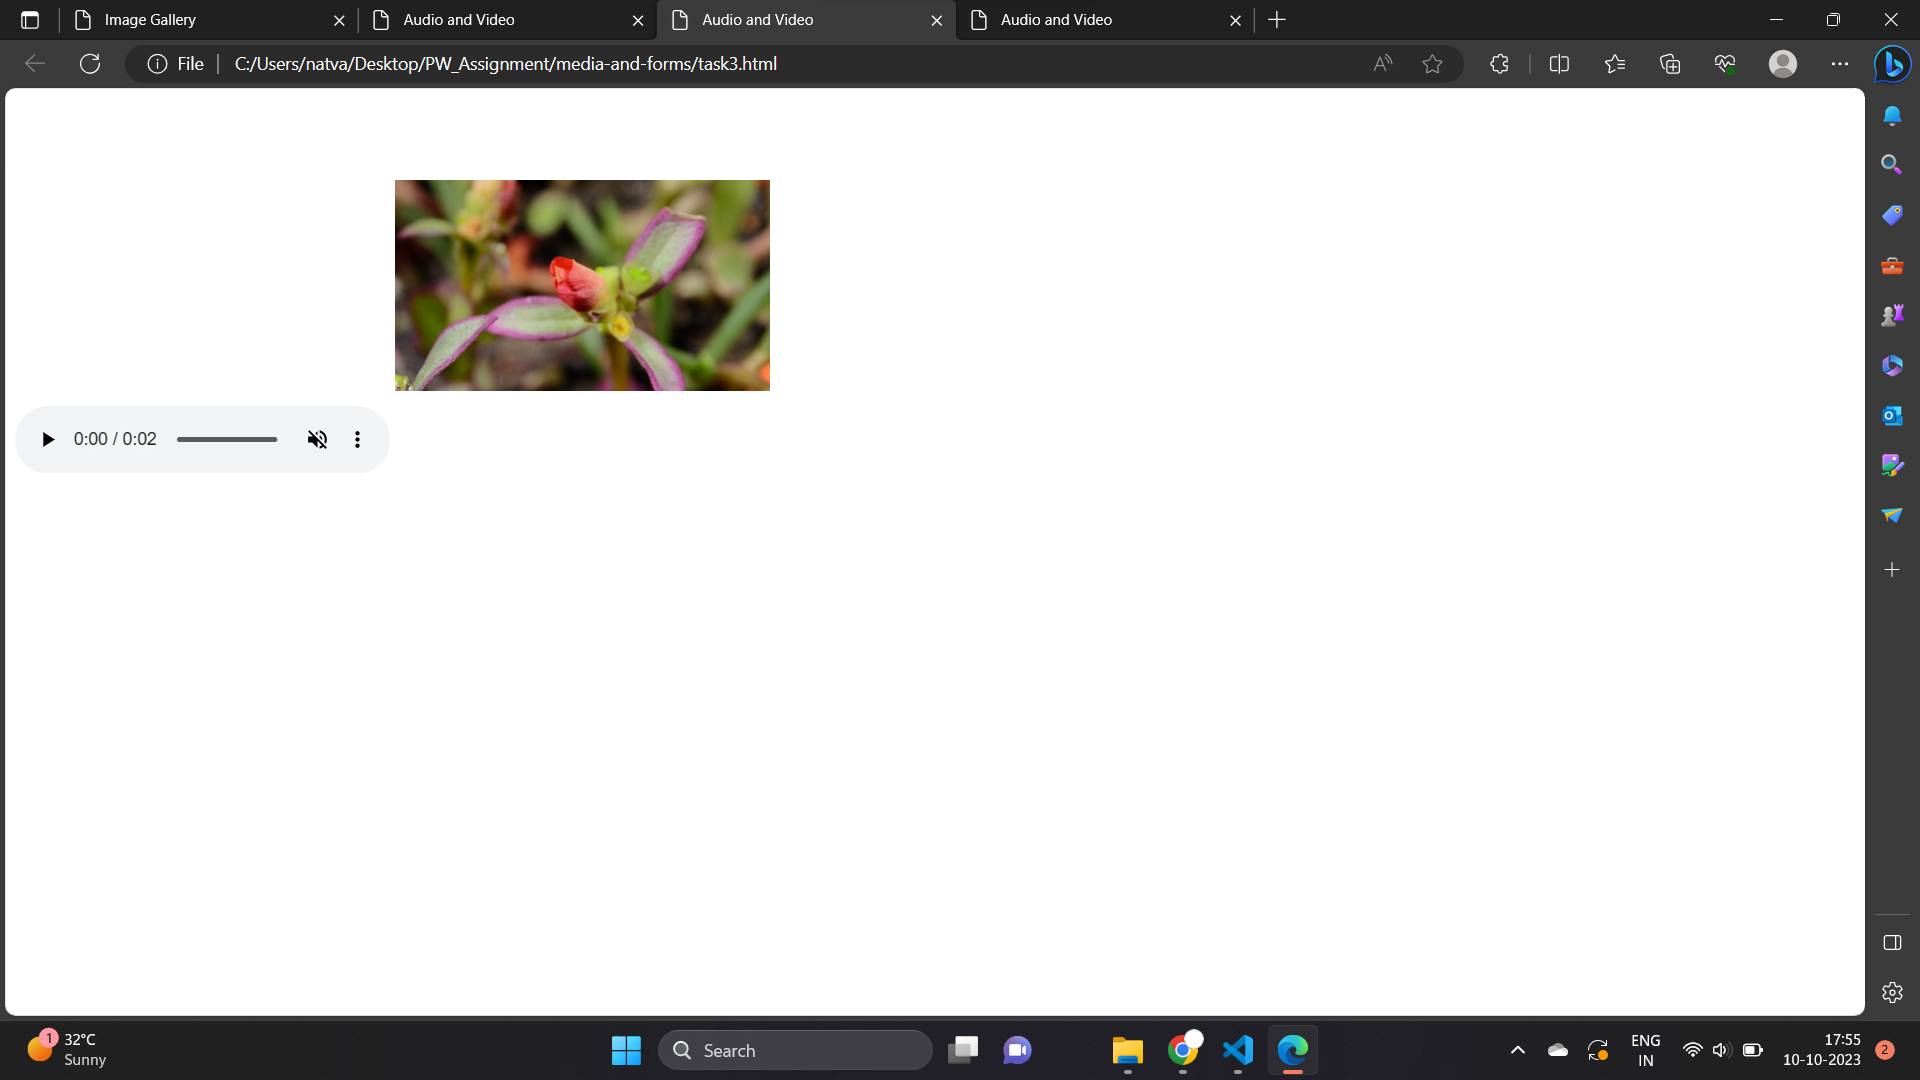 Image Gallery
Audio and Video
Audio and Video
Audio and Video
File
C:/Users/natva/Desktop/PW_Assignment/media-and-forms/task3.html
0:00 / 0:02
1
32°C
Sunny
Search
ENG
IN
17:55
10-10-2023
2